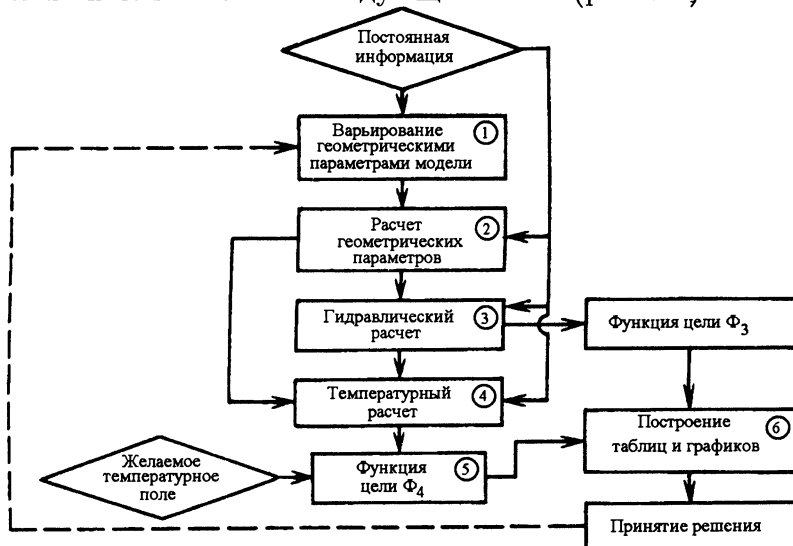 Постоянная
информация
Варьирование
геометрическими
параметрами модели
1
Расчет
геометрических
параметров
2
Гидравлический
расчет
3
Функция цели Ф3
Температурный
расчет
4
Построение
таблиц и графиков
6
Желаемое
температурное
поле
Функция
цели Ф4
5
Принятие решения